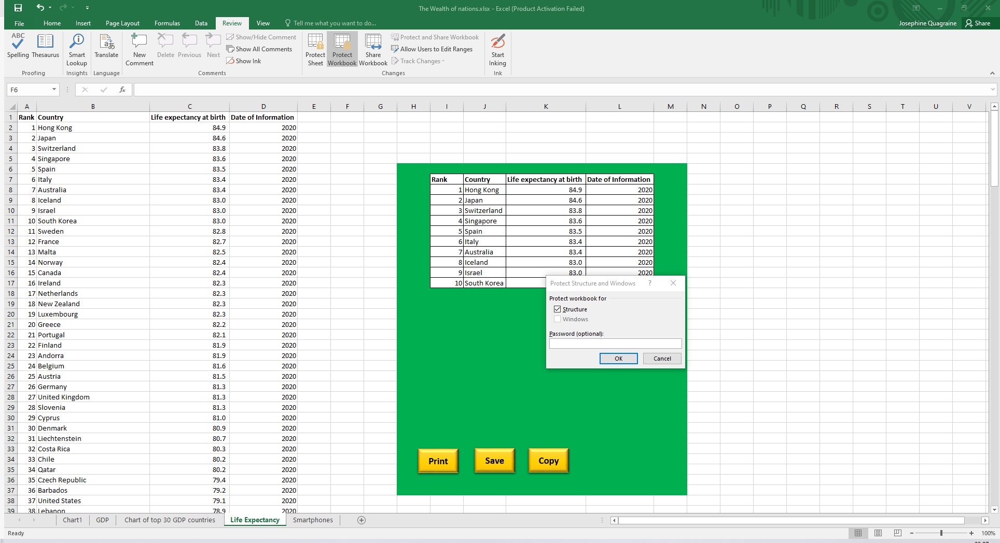 The Wealth of nations.xlsx - Excel (Product Activation Failed)
File Home Insert Page Layout Formulas Data Review View Tell me what you want to do... Josephine Quagraine Share
ABC
Spelling Thesaurus Smart Lookup Translate New Comment Delete Previous Next
Show/Hide Comment
Show All Comments
Show Ink
Protect Sheet Protect Workbook Share Workbook
Protect and Share Workbook
Allow Users to Edit Ranges
Track Changes
Start Inking
Proofing Insights Language Comments Changes Ink
F6 fx
A B C D E F G H I J K L M N O P Q R S T U V
1 Rank Country Life expectancy at birth Date of Information
2 1 Hong Kong 84.9 2020
3 2 Japan 84.6 2020
4 3 Switzerland 83.8 2020
5 4 Singapore 83.6 2020
6 5 Spain 83.5 2020
7 6 Italy 83.4 2020
8 7 Australia 83.4 2020
9 8 Iceland 83.0 2020
10 9 Israel 83.0 2020
11 10 South Korea 83.0 2020
12 11 Sweden 82.8 2020
13 12 France 82.7 2020
14 13 Malta 82.5 2020
15 14 Norway 82.4 2020
16 15 Canada 82.4 2020
17 16 Ireland 82.3 2020
18 17 Netherlands 82.3 2020
19 18 New Zealand 82.3 2020
20 19 Luxembourg 82.3 2020
21 20 Greece 82.2 2020
22 21 Portugal 82.1 2020
23 22 Finland 81.9 2020
24 23 Andorra 81.9 2020
25 24 Belgium 81.6 2020
26 25 Austria 81.5 2020
27 26 Germany 81.3 2020
28 27 United Kingdom 81.3 2020
29 28 Slovenia 81.3 2020
30 29 Cyprus 81.0 2020
31 30 Denmark 80.9 2020
32 31 Liechtenstein 80.7 2020
33 32 Costa Rica 80.3 2020
34 33 Chile 80.2 2020
35 34 Qatar 80.2 2020
36 35 Czech Republic 79.4 2020
37 36 Barbados 79.2 2020
38 37 United States 79.1 2020
39 38 Lebanon 78.9 2020
Rank Country Life expectancy at birth Date of Information
1 Hong Kong 84.9 2020
2 Japan 84.6 2020
3 Switzerland 83.8 2020
4 Singapore 83.6 2020
5 Spain 83.5 2020
6 Italy 83.4 2020
7 Australia 83.4 2020
8 Iceland 83.0 2020
9 Israel 83.0 2020
10 South Korea
Protect Structure and Windows ?
Protect workbook for
Structure
Windows
Password (optional):
OK Cancel
Print Save Copy
Chart1 GDP Chart of top 30 GDP countries Life Expectancy Smartphones
Ready 100%